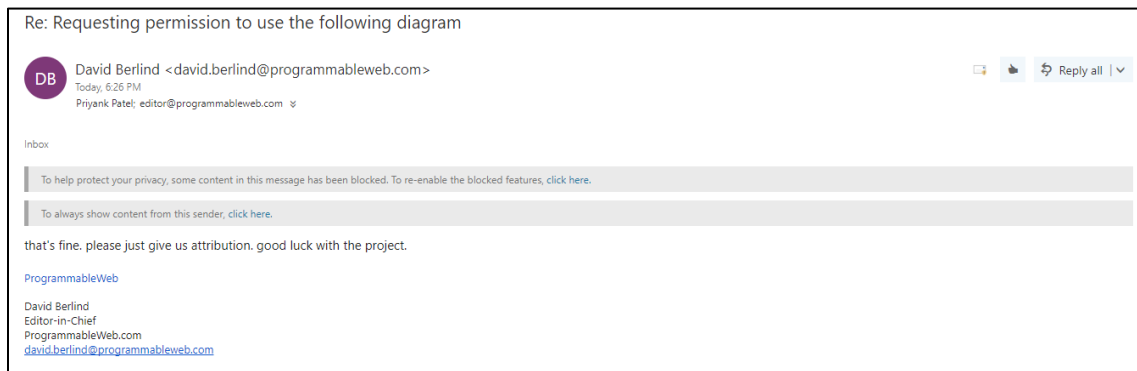 Re: Requesting permission to use the following diagram
DB
David Berlind <david.berlind@programmableweb.com>
Reply all
Today, 6:26 PM
Priyank Patel; editor@programmableweb.com
Inbox
To help protect your privacy, some content in this message has been blocked. To re-enable the blocked features, click here.
To always show content from this sender, click here.
that's fine. please just give us attribution. good luck with the project.
ProgrammableWeb
David Berlind
Editor-in-Chief
ProgrammableWeb.com
david.berlind@programmableweb.com